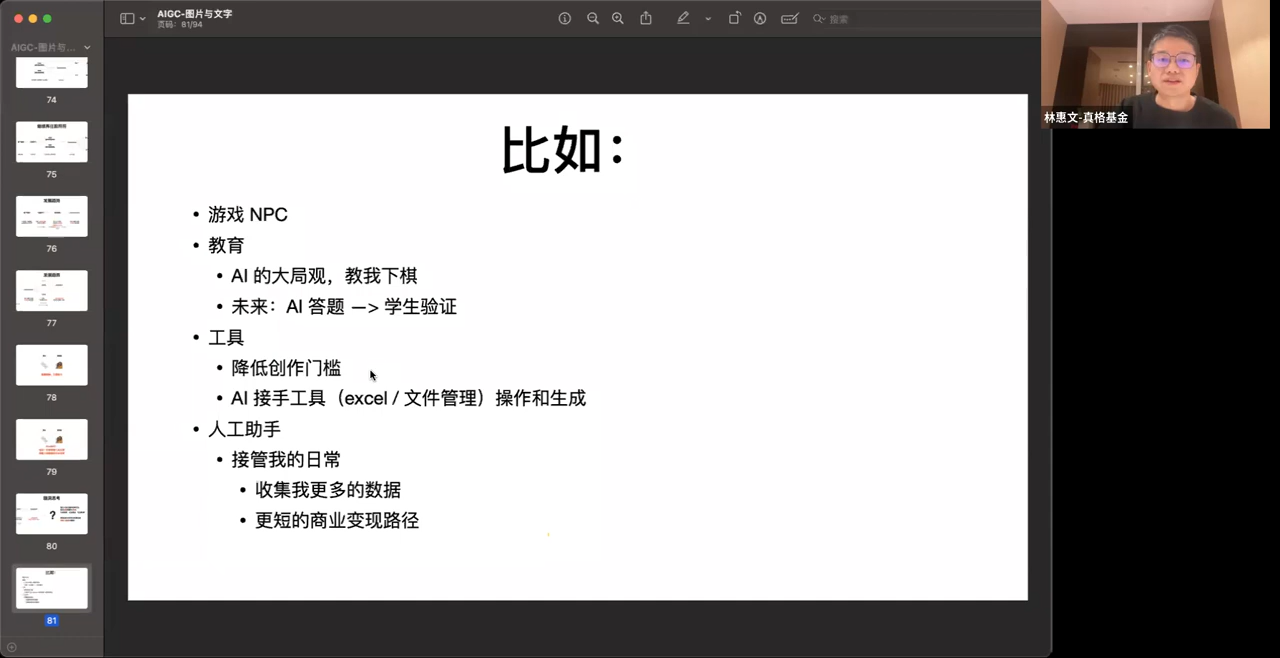 AIGC-图片与文字
页码：81/94
搜索
AIGC-图片与...
74
75
76
77
78
79
80
81
比如：
• 游戏 NPC
• 教育
• AI 的大局观，教我下棋
• 未来：AI 答题 —> 学生验证
• 工具
• 降低创作门槛
• AI 接手工具（excel / 文件管理）操作和生成
• 人工助手
• 接管我的日常
• 收集我更多的数据
• 更短的商业变现路径
林惠文-真格基金